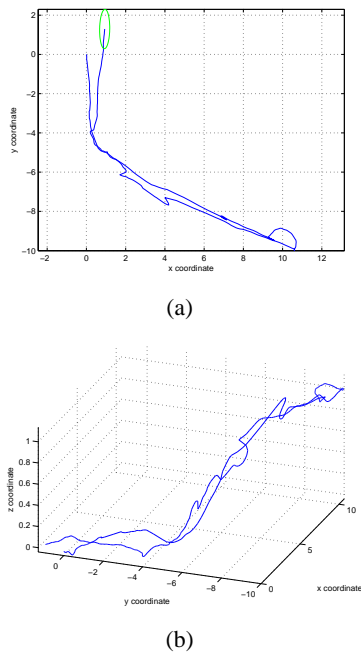 2
0
−2
−4
−6
−8
−10
y coordinate
−2 0 2 4 6 8 10 12
x coordinate
(a)
1
0.8
0.6
0.4
0.2
0
z coordinate
0 −2 −4 −6 −8 −10
y coordinate
0 5 10
x coordinate
(b)